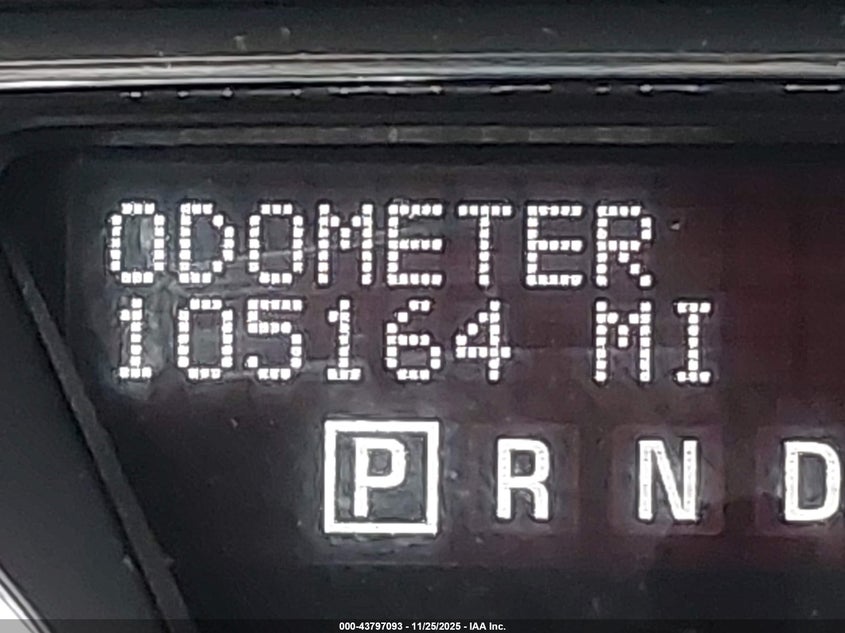 ODOMETER
105164 MI
P R N D
000-43797093 - 11/25/2025 - IAA Inc.